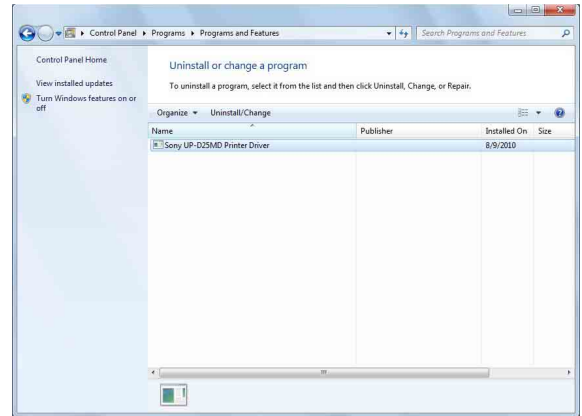 Control Panel ▸ Programs ▸ Programs and Features
Search Programs and Features
Control Panel Home
View installed updates
Turn Windows features on or
off
Uninstall or change a program
To uninstall a program, select it from the list and then click Uninstall, Change, or Repair.
Organize Uninstall/Change
Name Publisher Installed On Size
Sony UP-D25MD Printer Driver 8/9/2010